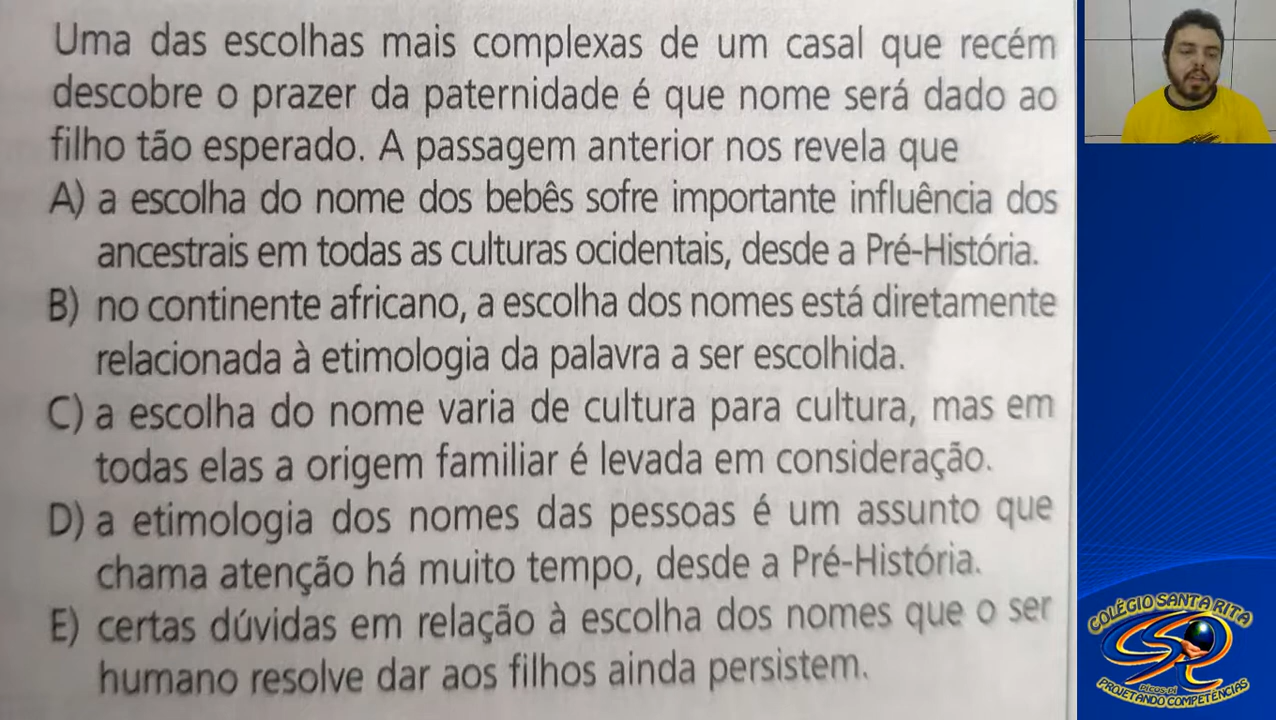 Uma das escolhas mais complexas de um casal que recém
descobre o prazer da paternidade é que nome será dado ao
filho tão esperado. A passagem anterior nos revela que
A) a escolha do nome dos bebês sofre importante influência dos
ancestrais em todas as culturas ocidentais, desde a Pré-História.
B) no continente africano, a escolha dos nomes está diretamente
relacionada à etimologia da palavra a ser escolhida.
C) a escolha do nome varia de cultura para cultura, mas em
todas elas a origem familiar é levada em consideração.
D) a etimologia dos nomes das pessoas é um assunto que
chama atenção há muito tempo, desde a Pré-História.
E) certas dúvidas em relação à escolha dos nomes que o ser
humano resolve dar aos filhos ainda persistem.
COLÉGIO SANTA RITA
PICOS-PI
PROJETANDO COMPETÊNCIAS